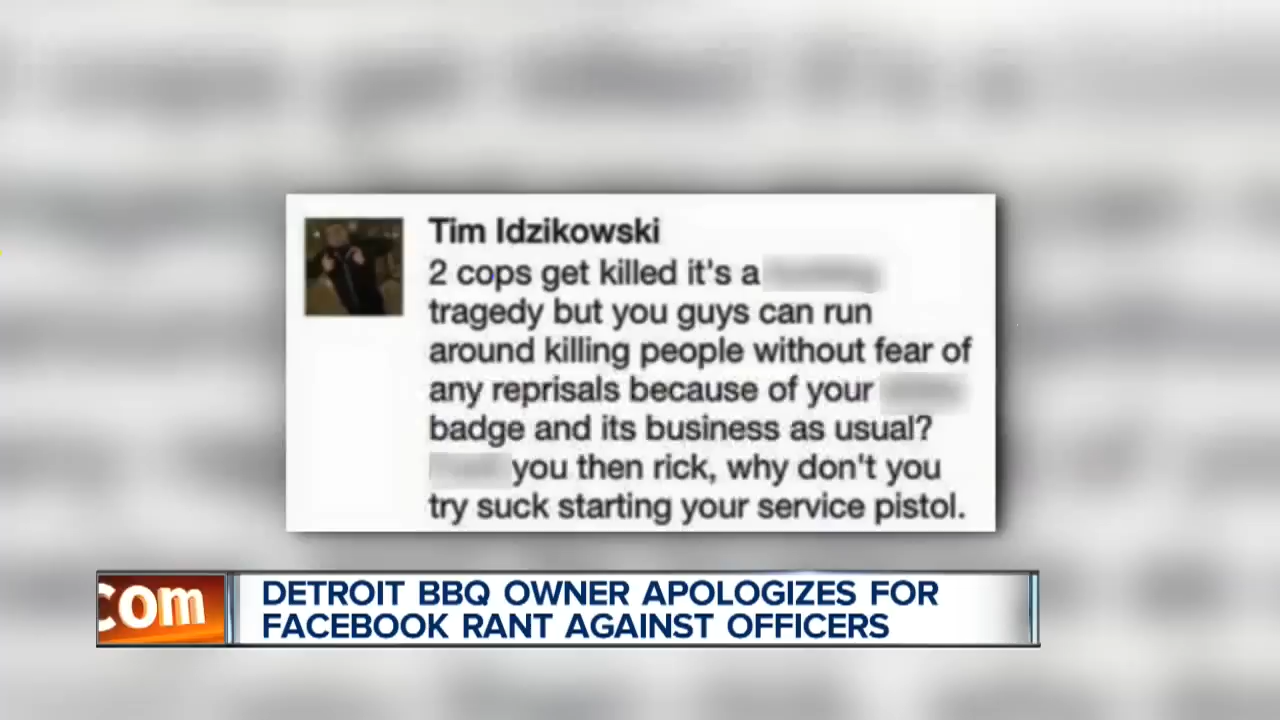 Tim Idzikowski
2 cops get killed it's a
tragedy but you guys can run
around killing people without fear of
any reprisals because of your
badge and its business as usual?
you then rick, why don't you
try suck starting your service pistol.
com
DETROIT BBQ OWNER APOLOGIZES FOR
FACEBOOK RANT AGAINST OFFICERS